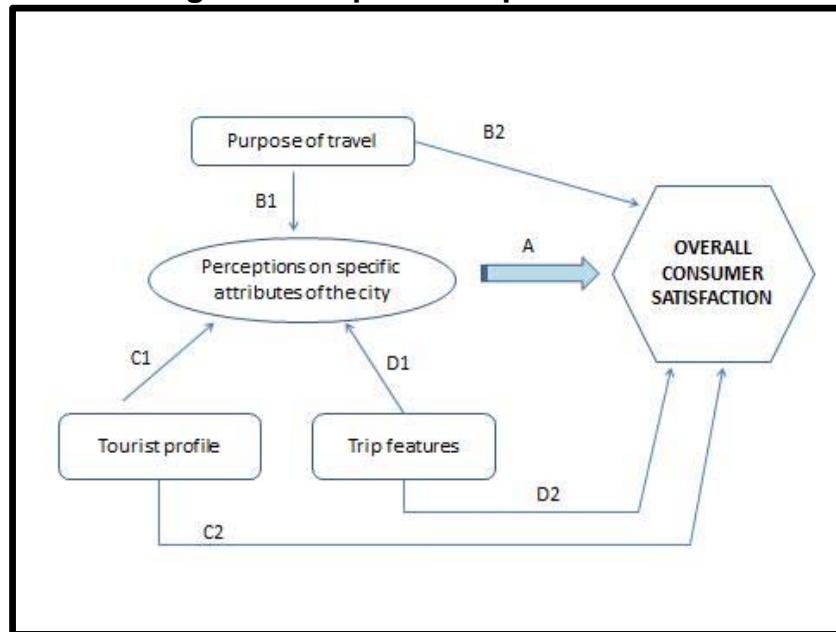 Purpose of travel
B2
B1
A
Perceptions on specific
attributes of the city
OVERALL
CONSUMER
SATISFACTION
C1
D1
Tourist profile
Trip features
D2
C2